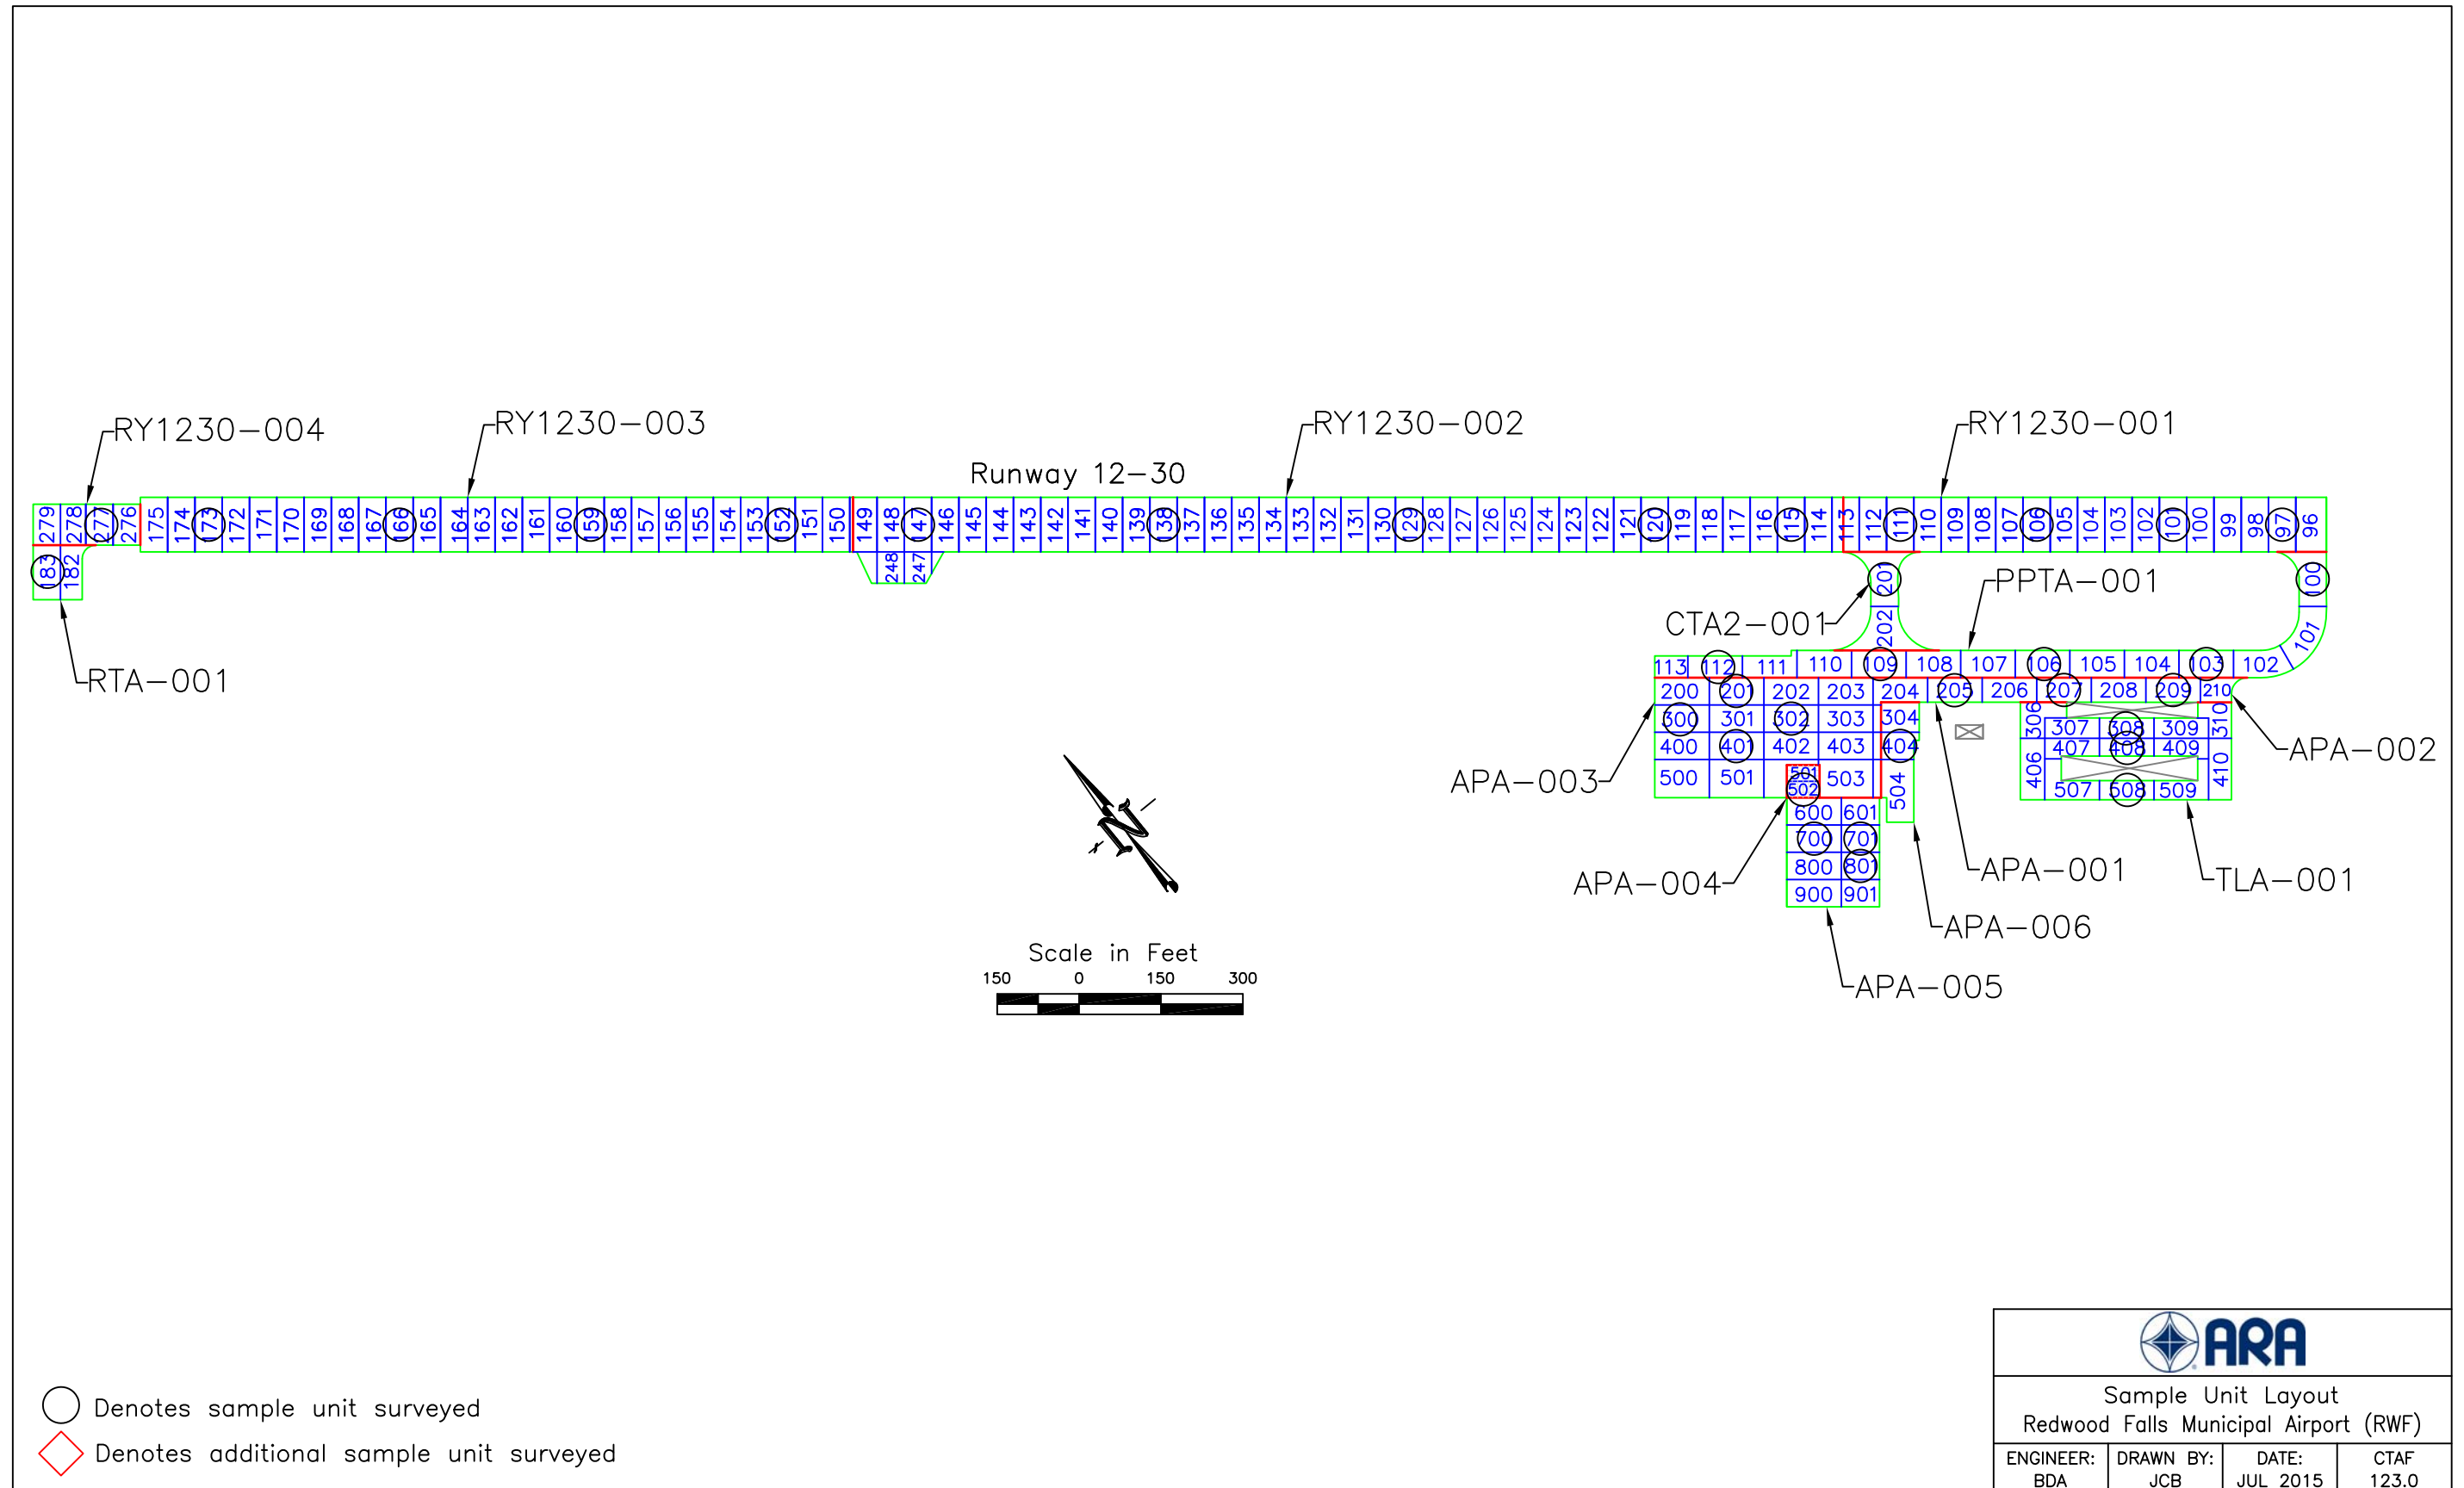 RY1230-004
RY1230-003
RY1230-002
RY1230-001
Runway 12-30
279 278 277 276 175 174 173 172 171 170 169 168 167 166 165 164 163 162 161 160 159 158 157 156 155 154 153 152 151 150 149 148 147 146 145 144 143 142 141 140 139 138 137 136 135 134 133 132 131 130 129 128 127 126 125 124 123 122 121 120 119 118 117 116 115 114 113 112 111 110 109 108 107 106 105 104 103 102 101 100 99 98 97 96
183 182 248 247 201 100
PPTA-001
CTA2-001
202 101
RTA-001
113 112 111 110 109 108 107 106 105 104 103 102
200 201 202 203 204 205 206 207 208 209 210
300 301 302 303 304 306 307 308 309 310
400 401 402 403 404 406 407 408 409 410
APA-002
APA-003
500 501 501 502 503 504 507 508 509
600 601
700 701
800 801
900 901
APA-004
APA-001
TLA-001
APA-006
APA-005
N
Scale in Feet
150 0 150 300
Denotes sample unit surveyed
Denotes additional sample unit surveyed
ARA
Sample Unit Layout
Redwood Falls Municipal Airport (RWF)
ENGINEER: DRAWN BY: DATE: CTAF
BDA JCB JUL 2015 123.0